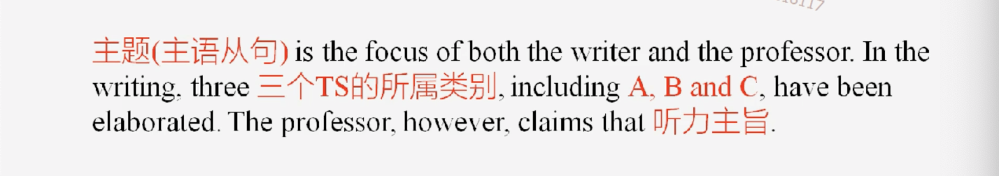 主题(主语从句) is the focus of both the writer and the professor. In the
writing, three 三个TS的所属类别, including A, B and C, have been
elaborated. The professor, however, claims that 听力主旨.